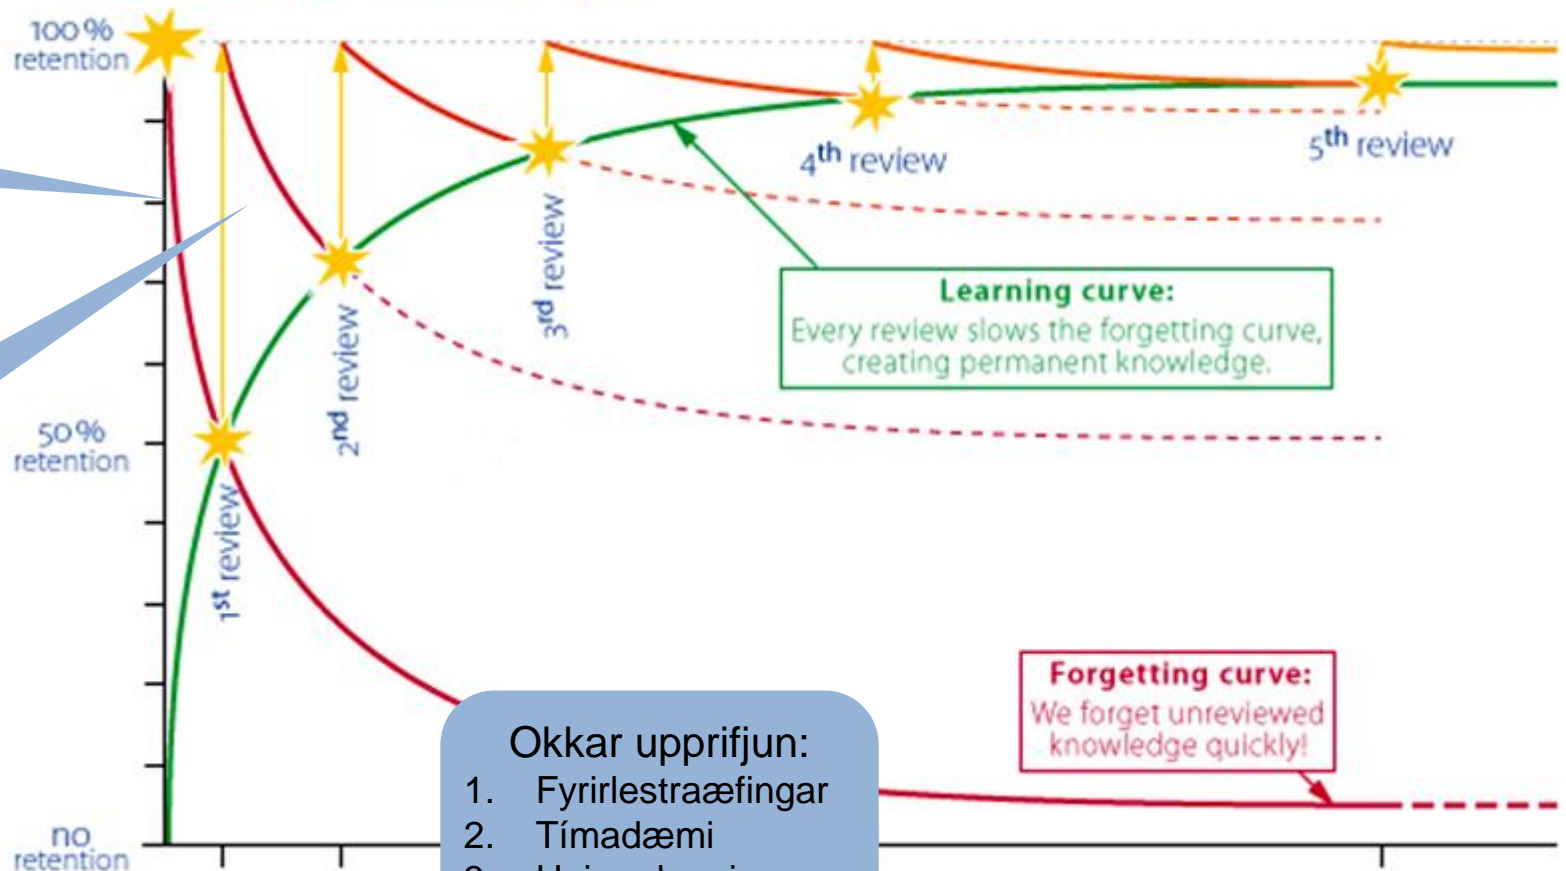 100%
retention
4th review
5th review
3rd review
2nd review
Learning curve:
Every review slows the forgetting curve,
creating permanent knowledge.
50%
retention
1st review
Forgetting curve:
We forget unreviewed
knowledge quickly!
Okkar upprifjun:
1. Fyrirlestraæfingar
2. Tímadæmi
no
retention